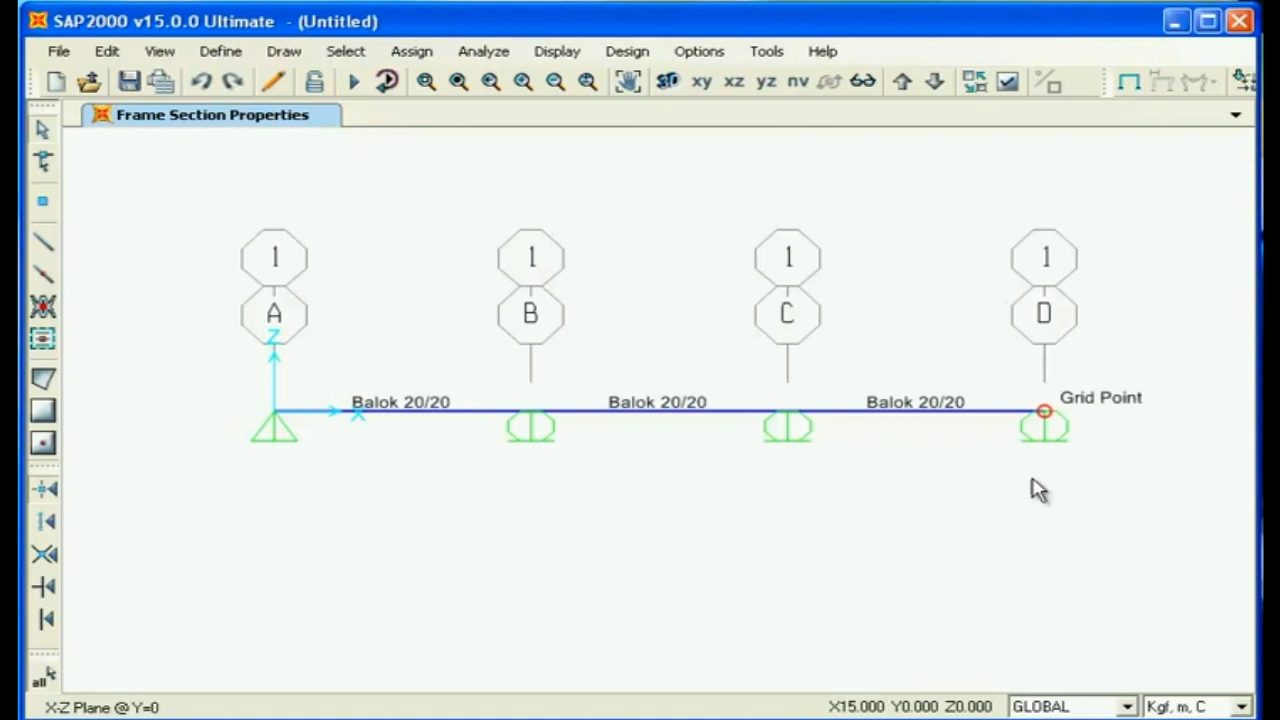 SAP2000 v15.0.0 Ultimate - (Untitled)
File Edit View Define Draw Select Assign Analyze Display Design Options Tools Help
3D xy xz yz nv
Frame Section Properties
1 1 1 1
A B C D
Z
Grid Point
Balok 20/20 Balok 20/20 Balok 20/20
X
all
X-Z Plane @ Y=0 X15.000 Y0.000 Z0.000 GLOBAL Kgf, m, C